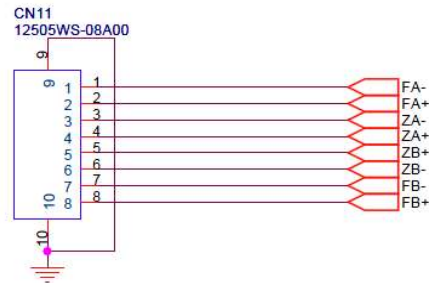 CN11
12505WS-08A00
9
9
1 1 FA-
2 2 FA+
3 3 ZA-
4 4 ZA+
5 5 ZB+
6 6 ZB-
7 7 FB-
8 8 FB+
10
10